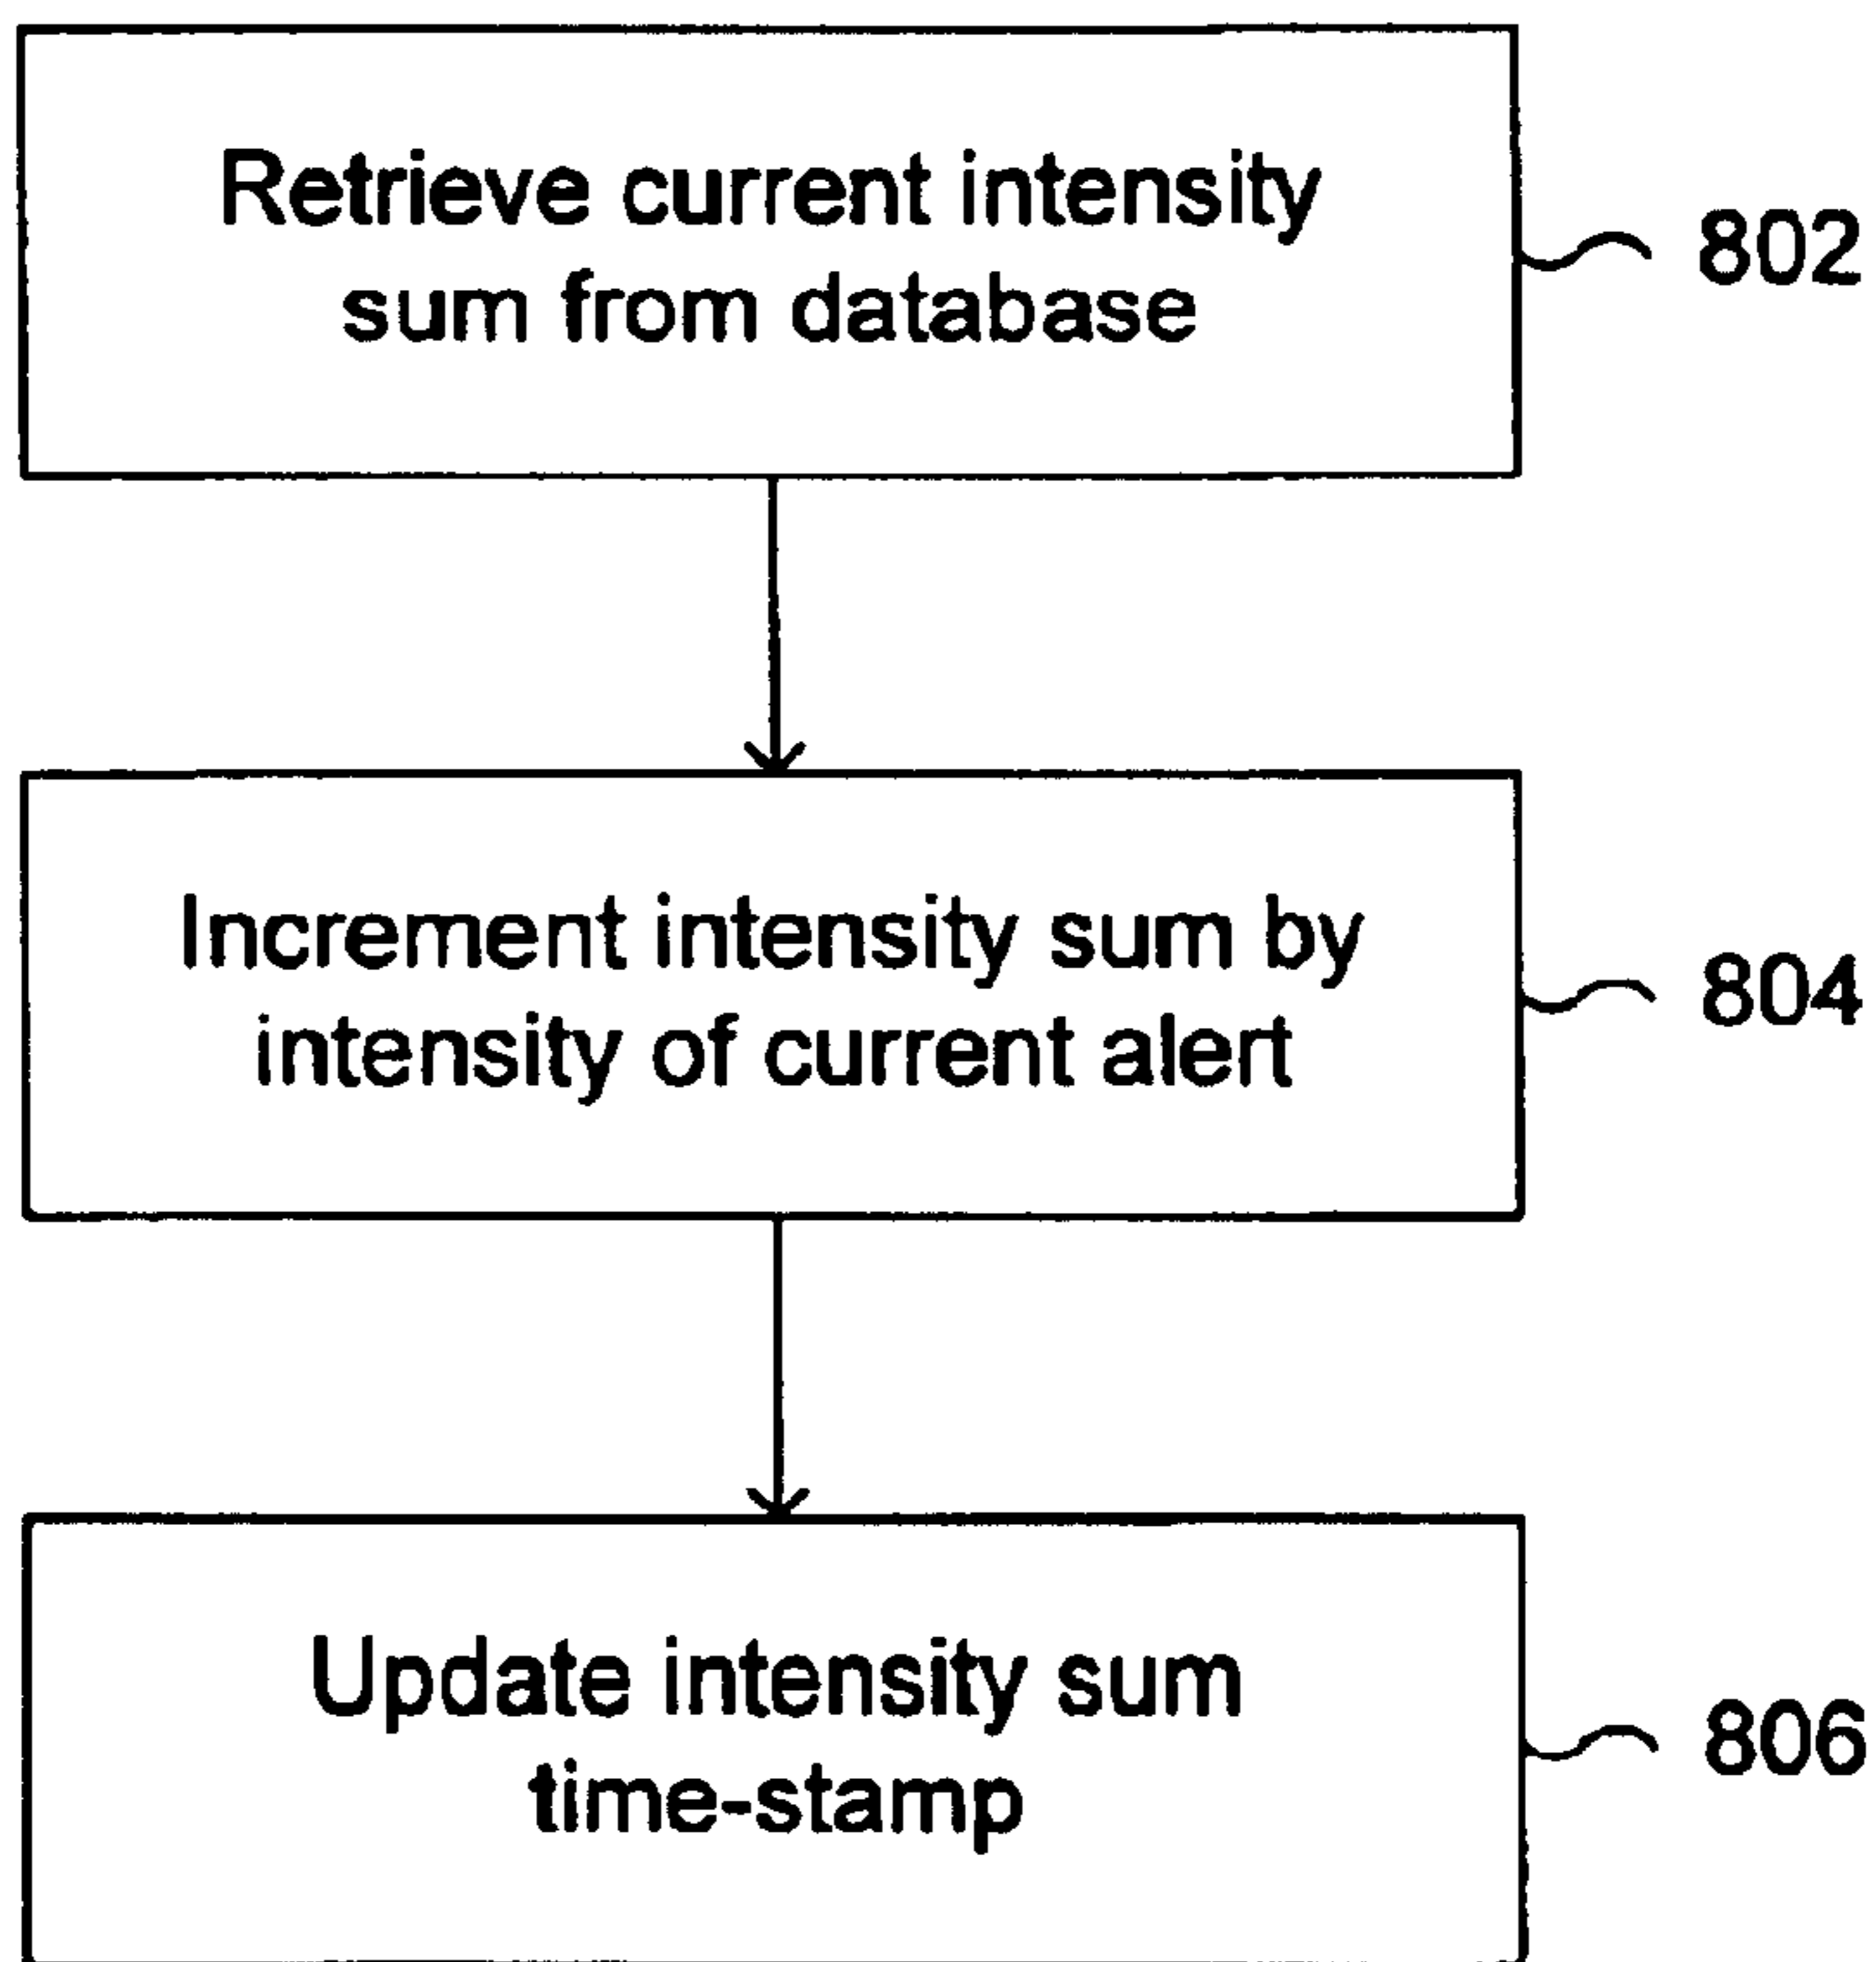 Retrieve current intensity
sum from database
802
Increment intensity sum by
intensity of current alert
804
Update intensity sum
time-stamp
806